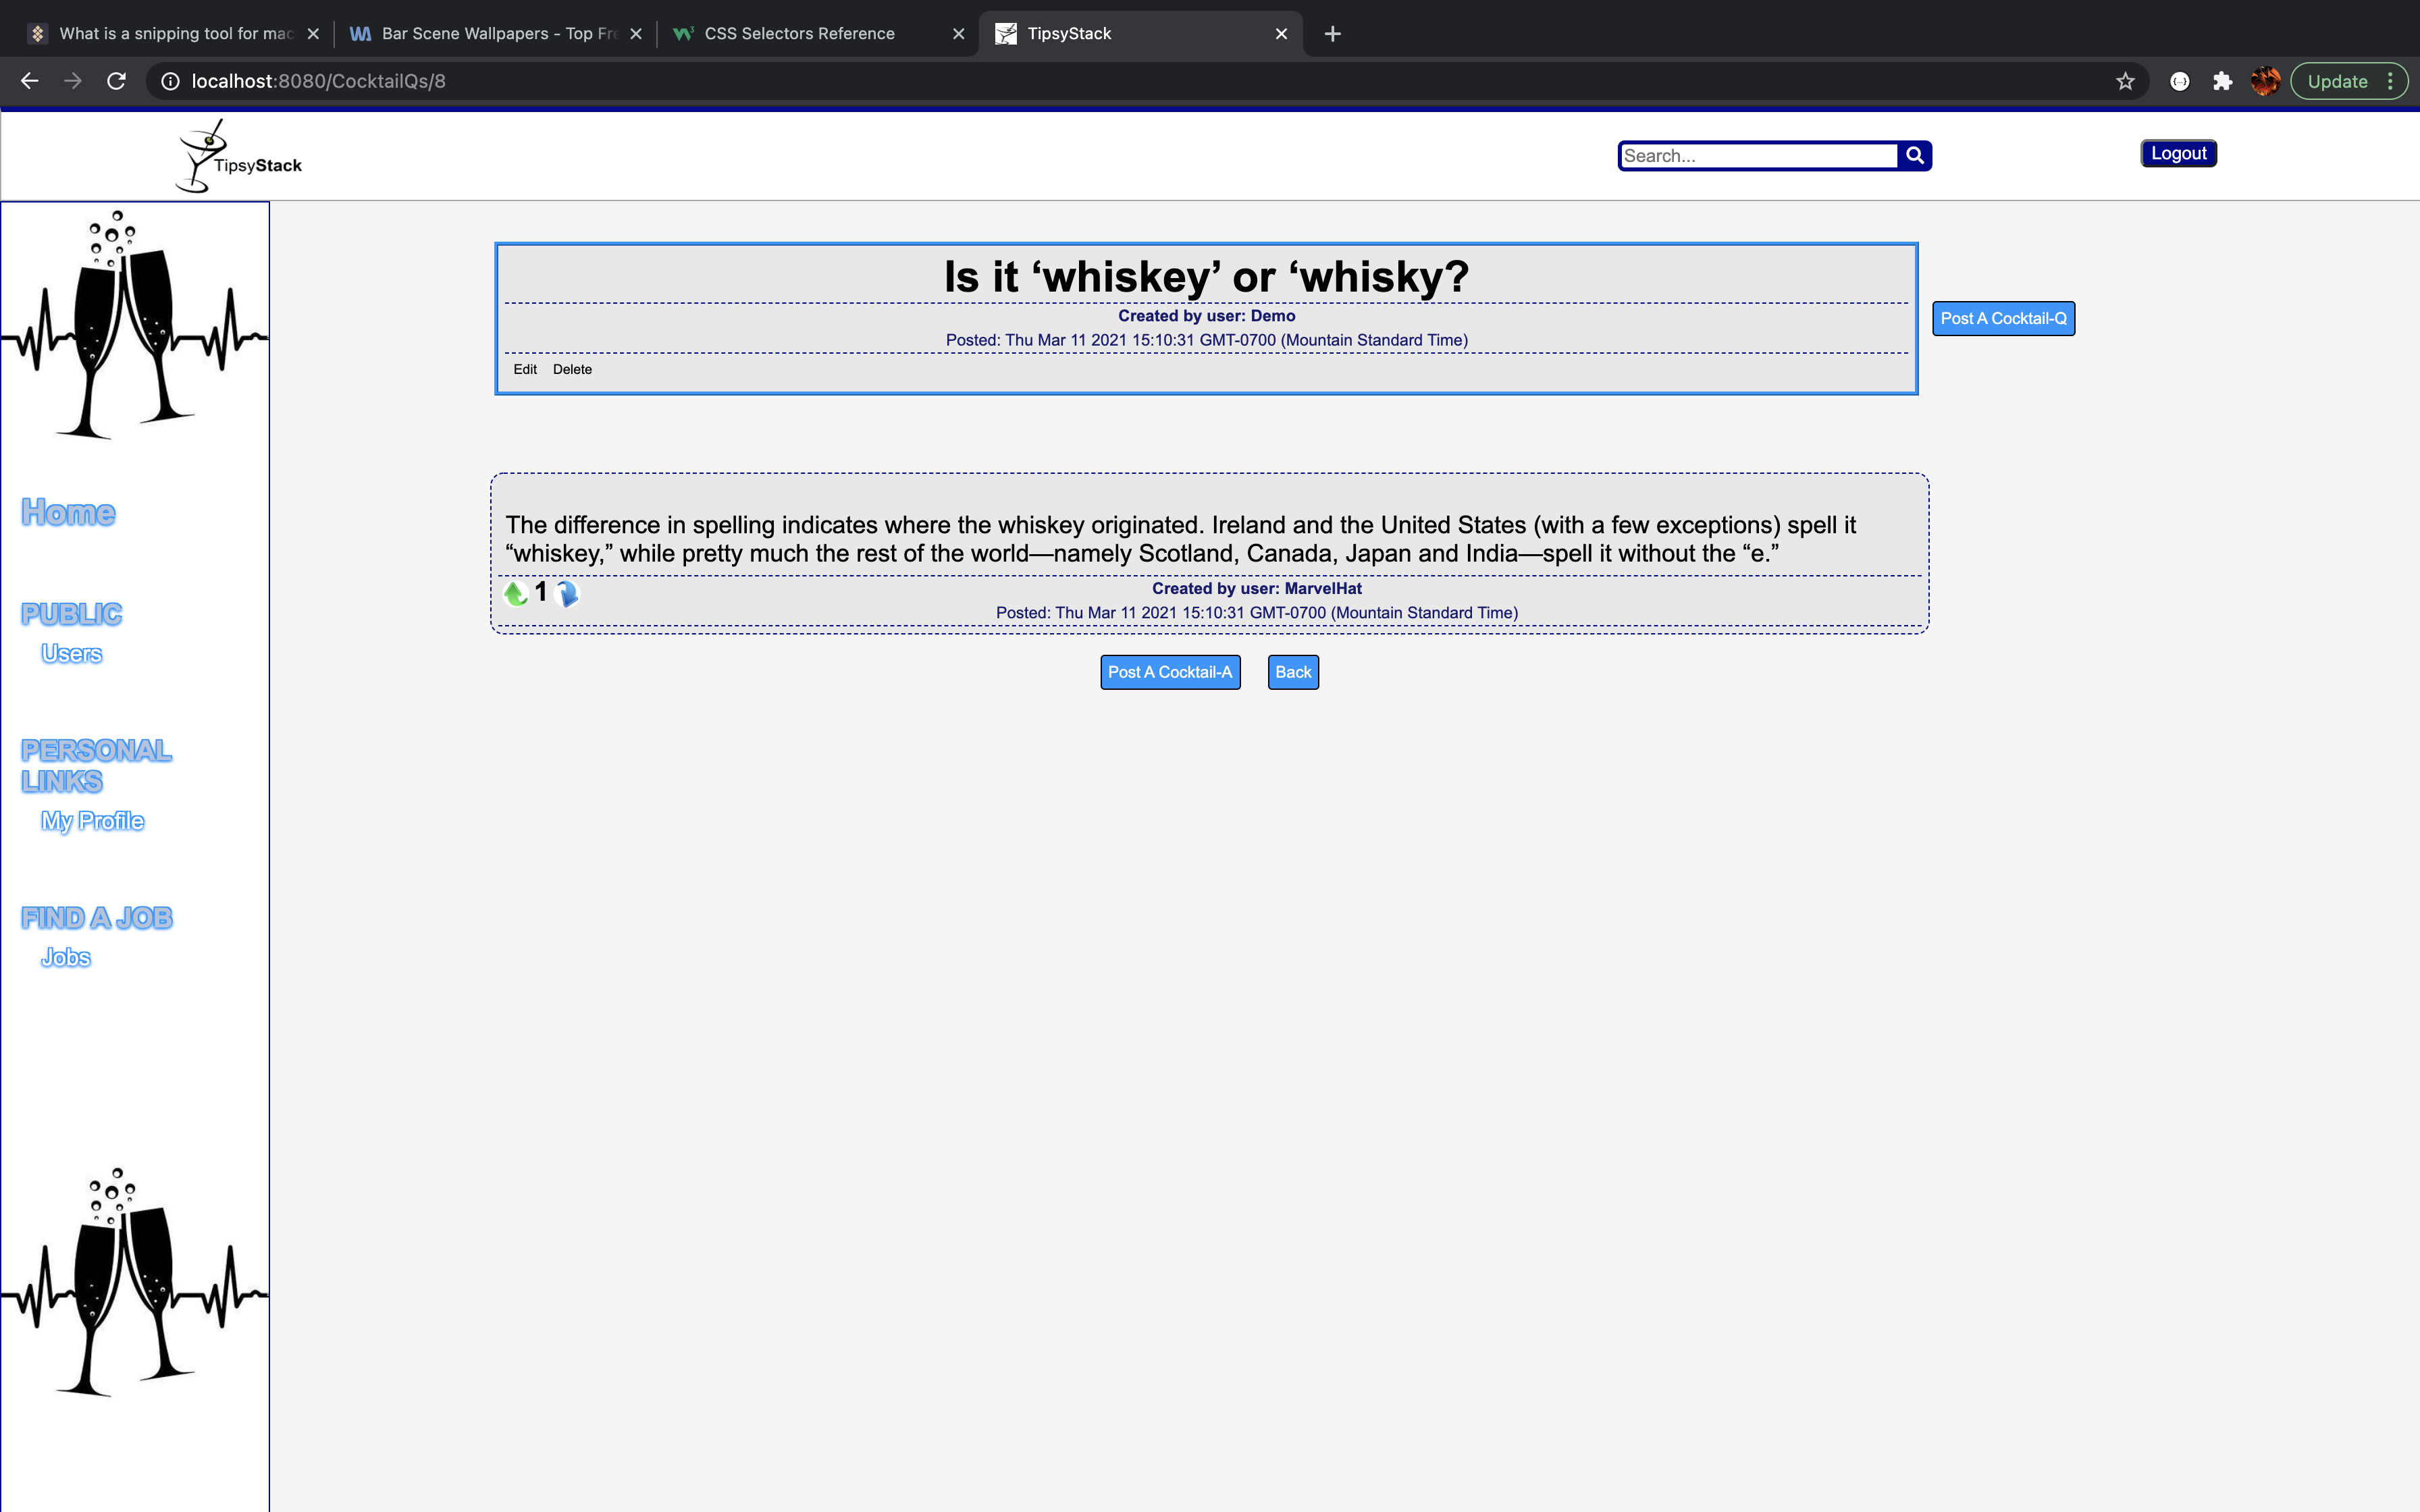 What is a snipping tool for mac
Bar Scene Wallpapers - Top Fre
CSS Selectors Reference
TipsyStack
localhost:8080/CocktailQs/8
Update
TipsyStack
Search...
Logout
Is it ‘whiskey’ or ‘whisky?
Created by user: Demo
Posted: Thu Mar 11 2021 15:10:31 GMT-0700 (Mountain Standard Time)
Edit Delete
Post A Cocktail-Q
Home
PUBLIC
Users
PERSONAL
LINKS
My Profile
FIND A JOB
Jobs
The difference in spelling indicates where the whiskey originated. Ireland and the United States (with a few exceptions) spell it
“whiskey,” while pretty much the rest of the world—namely Scotland, Canada, Japan and India—spell it without the “e.”
1
Created by user: MarvelHat
Posted: Thu Mar 11 2021 15:10:31 GMT-0700 (Mountain Standard Time)
Post A Cocktail-A
Back